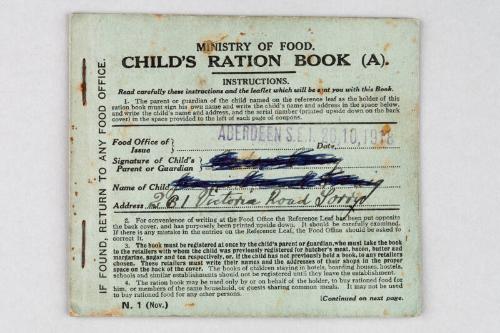 MINISTRY OF FOOD.
CHILD'S RATION BOOK (A).
INSTRUCTIONS.
Read carefully these instructions and the leaflet which will be sent you with this Book.
1. The parent or guardian of the child named on the reference leaf as the holder of this
ration book must sign his own name and write the child's name and address in the space below,
and write the child's name and address, and the serial number (printed upside down on the back
cover) in the space provided to the left of each page of coupons.
Food Office of Issue
ABERDEEN S.E.1. 26.10.1918
Date
Signature of Child's Parent or Guardian
Name of Child
Address 261 Victoria Road Torry
2. For convenience of writing at the Food Office the Reference Leaf has been put opposite
the back cover, and has purposely been printed upside down. It should be carefully examined.
If there is any mistake in the entries on the Reference Leaf, the Food Office should be asked to
correct it.
3. The book must be registered at once by the child's parent or guardian, who must take the book
to the retailers with whom the child was previously registered for butcher's meat, bacon, butter and
margarine, sugar and tea respectively, or, if the child has not previously held a book, to any retailers
chosen. These retailers must write their names and the addresses of their shops in the proper
space on the back of the cover. The books of children staying in hotels, boarding houses, hostels,
schools and similar establishments should not be registered until they leave the establishment.
4. The ration book may be used only by or on behalf of the holder, to buy rationed food for
him, or members of the same household, or guests sharing common meals. It may not be used
to buy rationed food for any other persons.
N. 1 (Nov.)
[Continued on next page.
IF FOUND, RETURN TO ANY FOOD OFFICE.